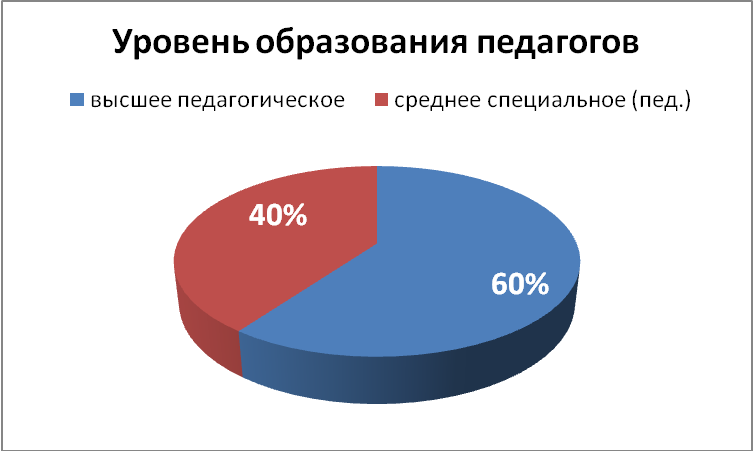 Уровень образования педагогов
высшее педагогическое среднее специальное (пед.)
40%
60%